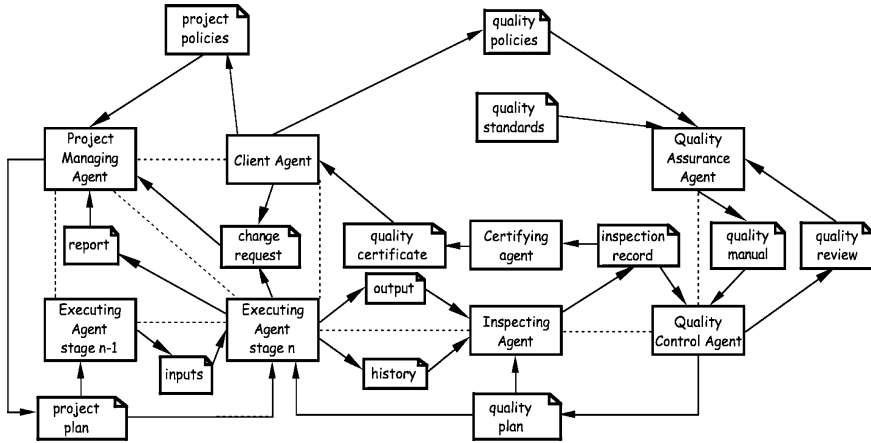 project
policies
quality
policies
quality
standards
Project
Managing
Agent
Client Agent
Quality
Assurance
Agent
report
change
request
quality
certificate
Certifying
agent
inspection
record
quality
manual
quality
review
output
Executing
Agent
stage n-1
Executing
Agent
stage n
Inspecting
Agent
Quality
Control Agent
inputs
history
project
plan
quality
plan